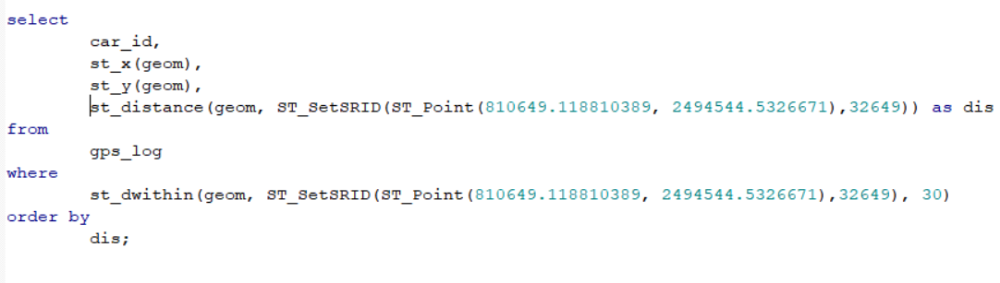 select
car_id,
st_x(geom),
st_y(geom),
st_distance(geom, ST_SetSRID(ST_Point(810649.118810389, 2494544.5326671),32649)) as dis
from
gps_log
where
st_dwithin(geom, ST_SetSRID(ST_Point(810649.118810389, 2494544.5326671),32649), 30)
order by
dis;